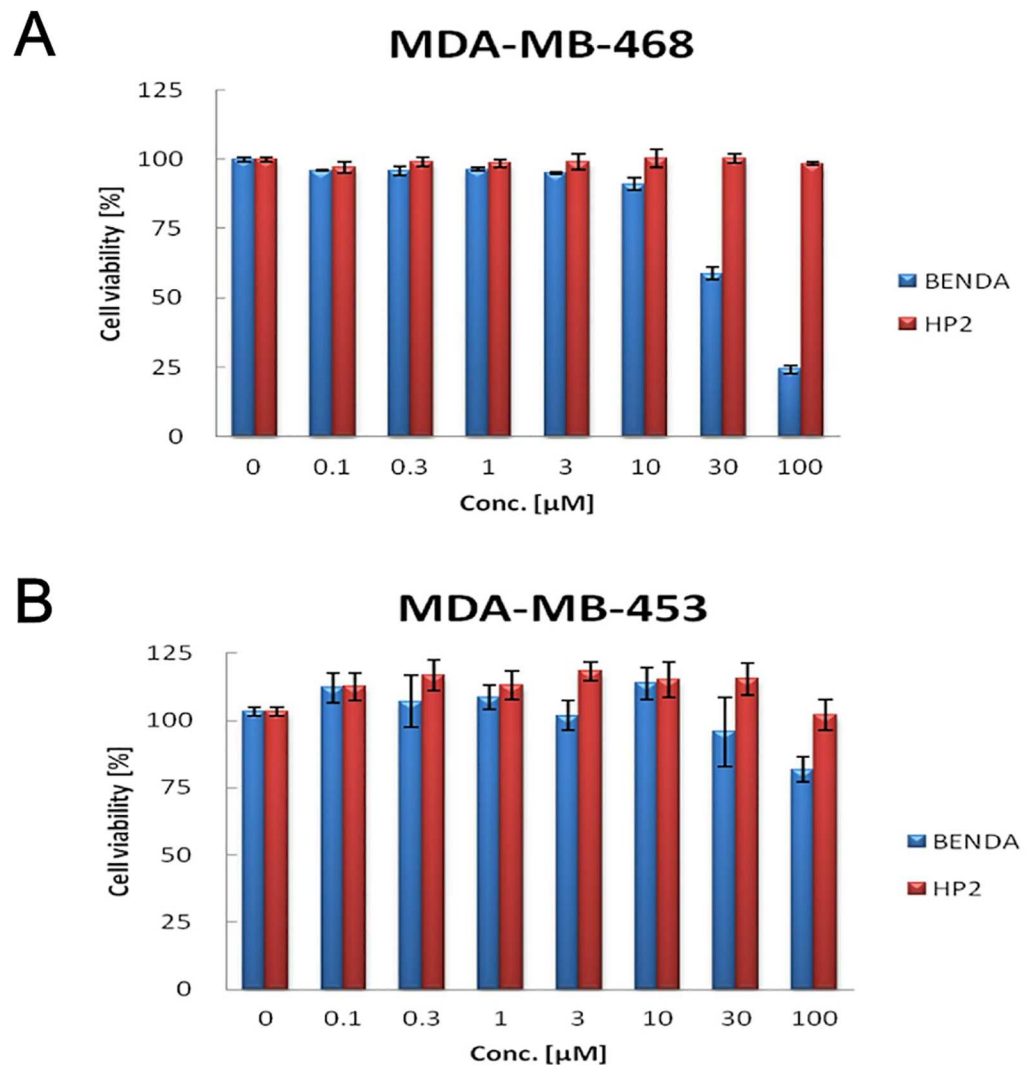 A
MDA-MB-468
125
100
75
50
25
0
Cell viability [%]
0 0.1 0.3 1 3 10 30 100
Conc. [µM]
BENDA
HP2
B
MDA-MB-453
125
100
75
50
25
0
Cell viability [%]
0 0.1 0.3 1 3 10 30 100
Conc. [µM]
BENDA
HP2